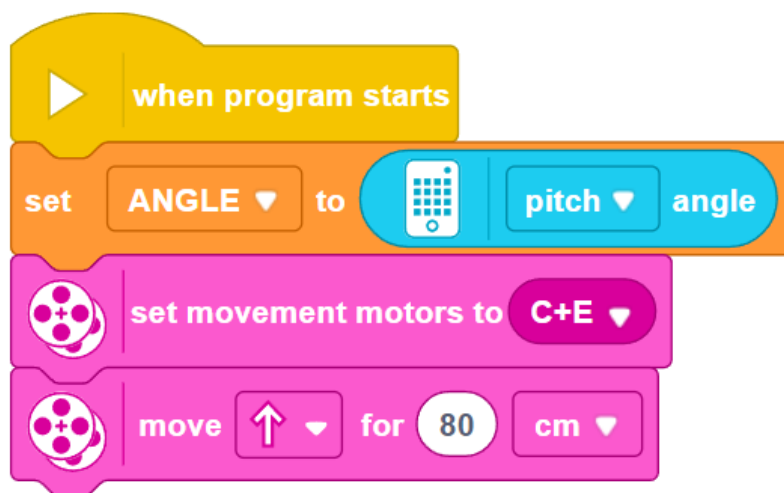 when program starts
set ANGLE to pitch angle
set movement motors to C+E
move for 80 cm